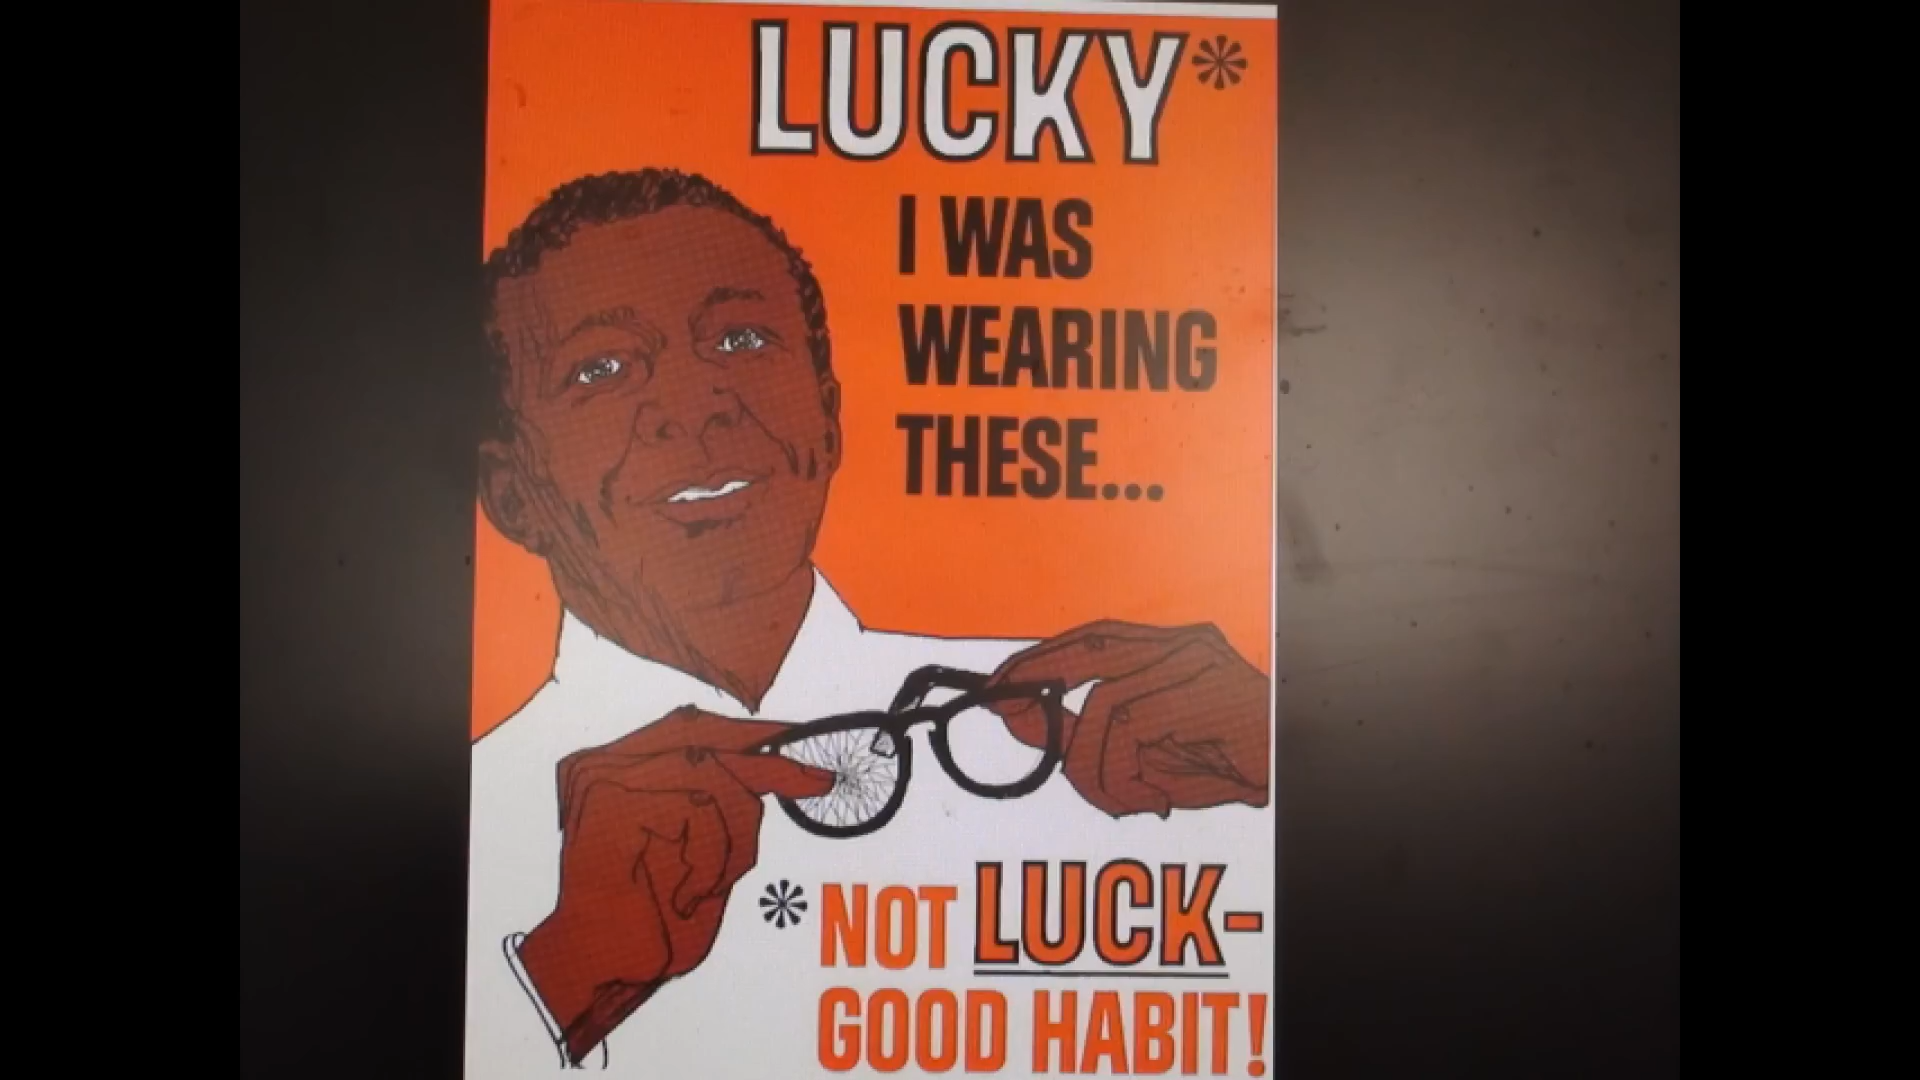 LUCKY*
I WAS
WEARING
THESE...
*NOT LUCK-
GOOD HABIT!